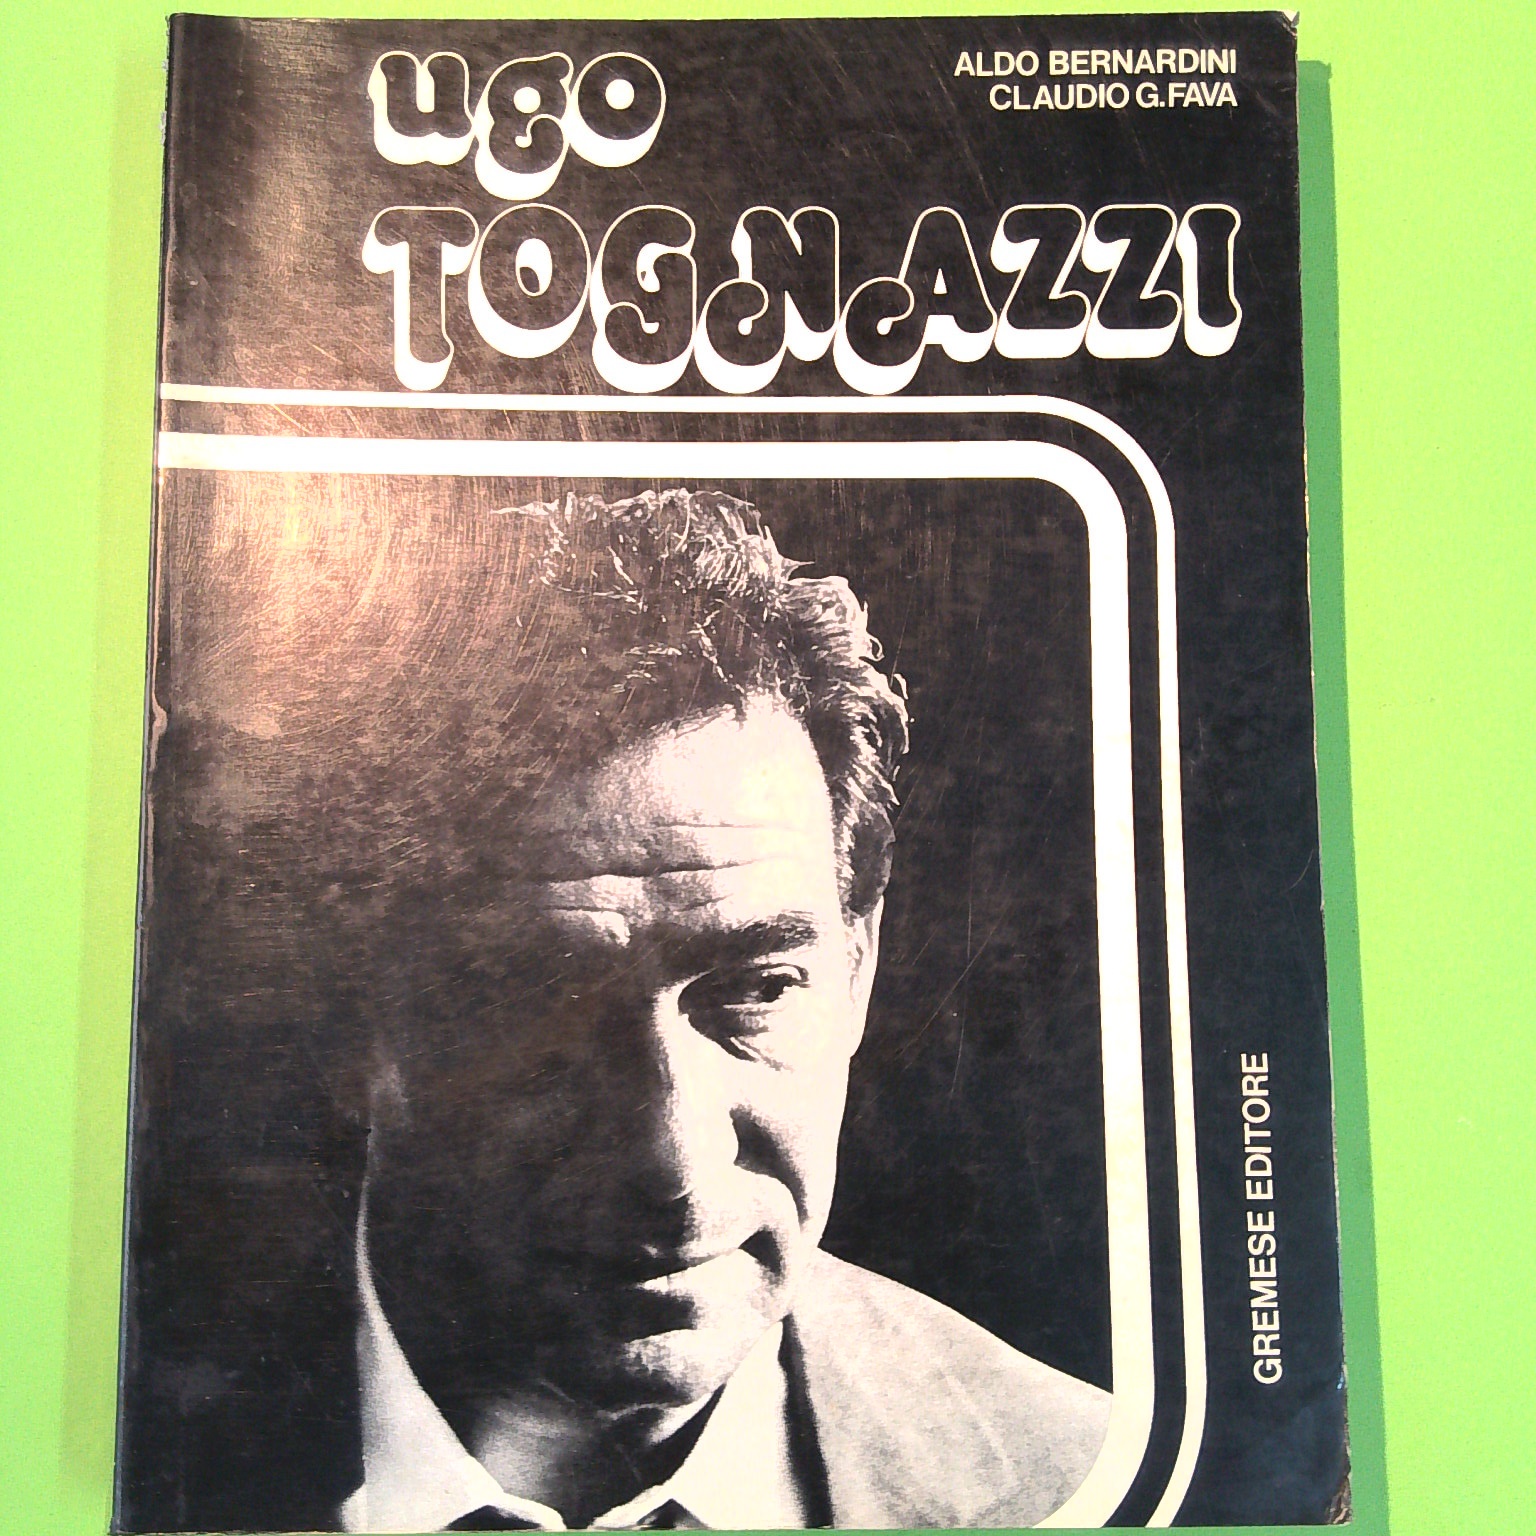 ugo
TOGNAZZI
ALDO BERNARDINI
CLAUDIO G. FAVA
GREMESE EDITORE